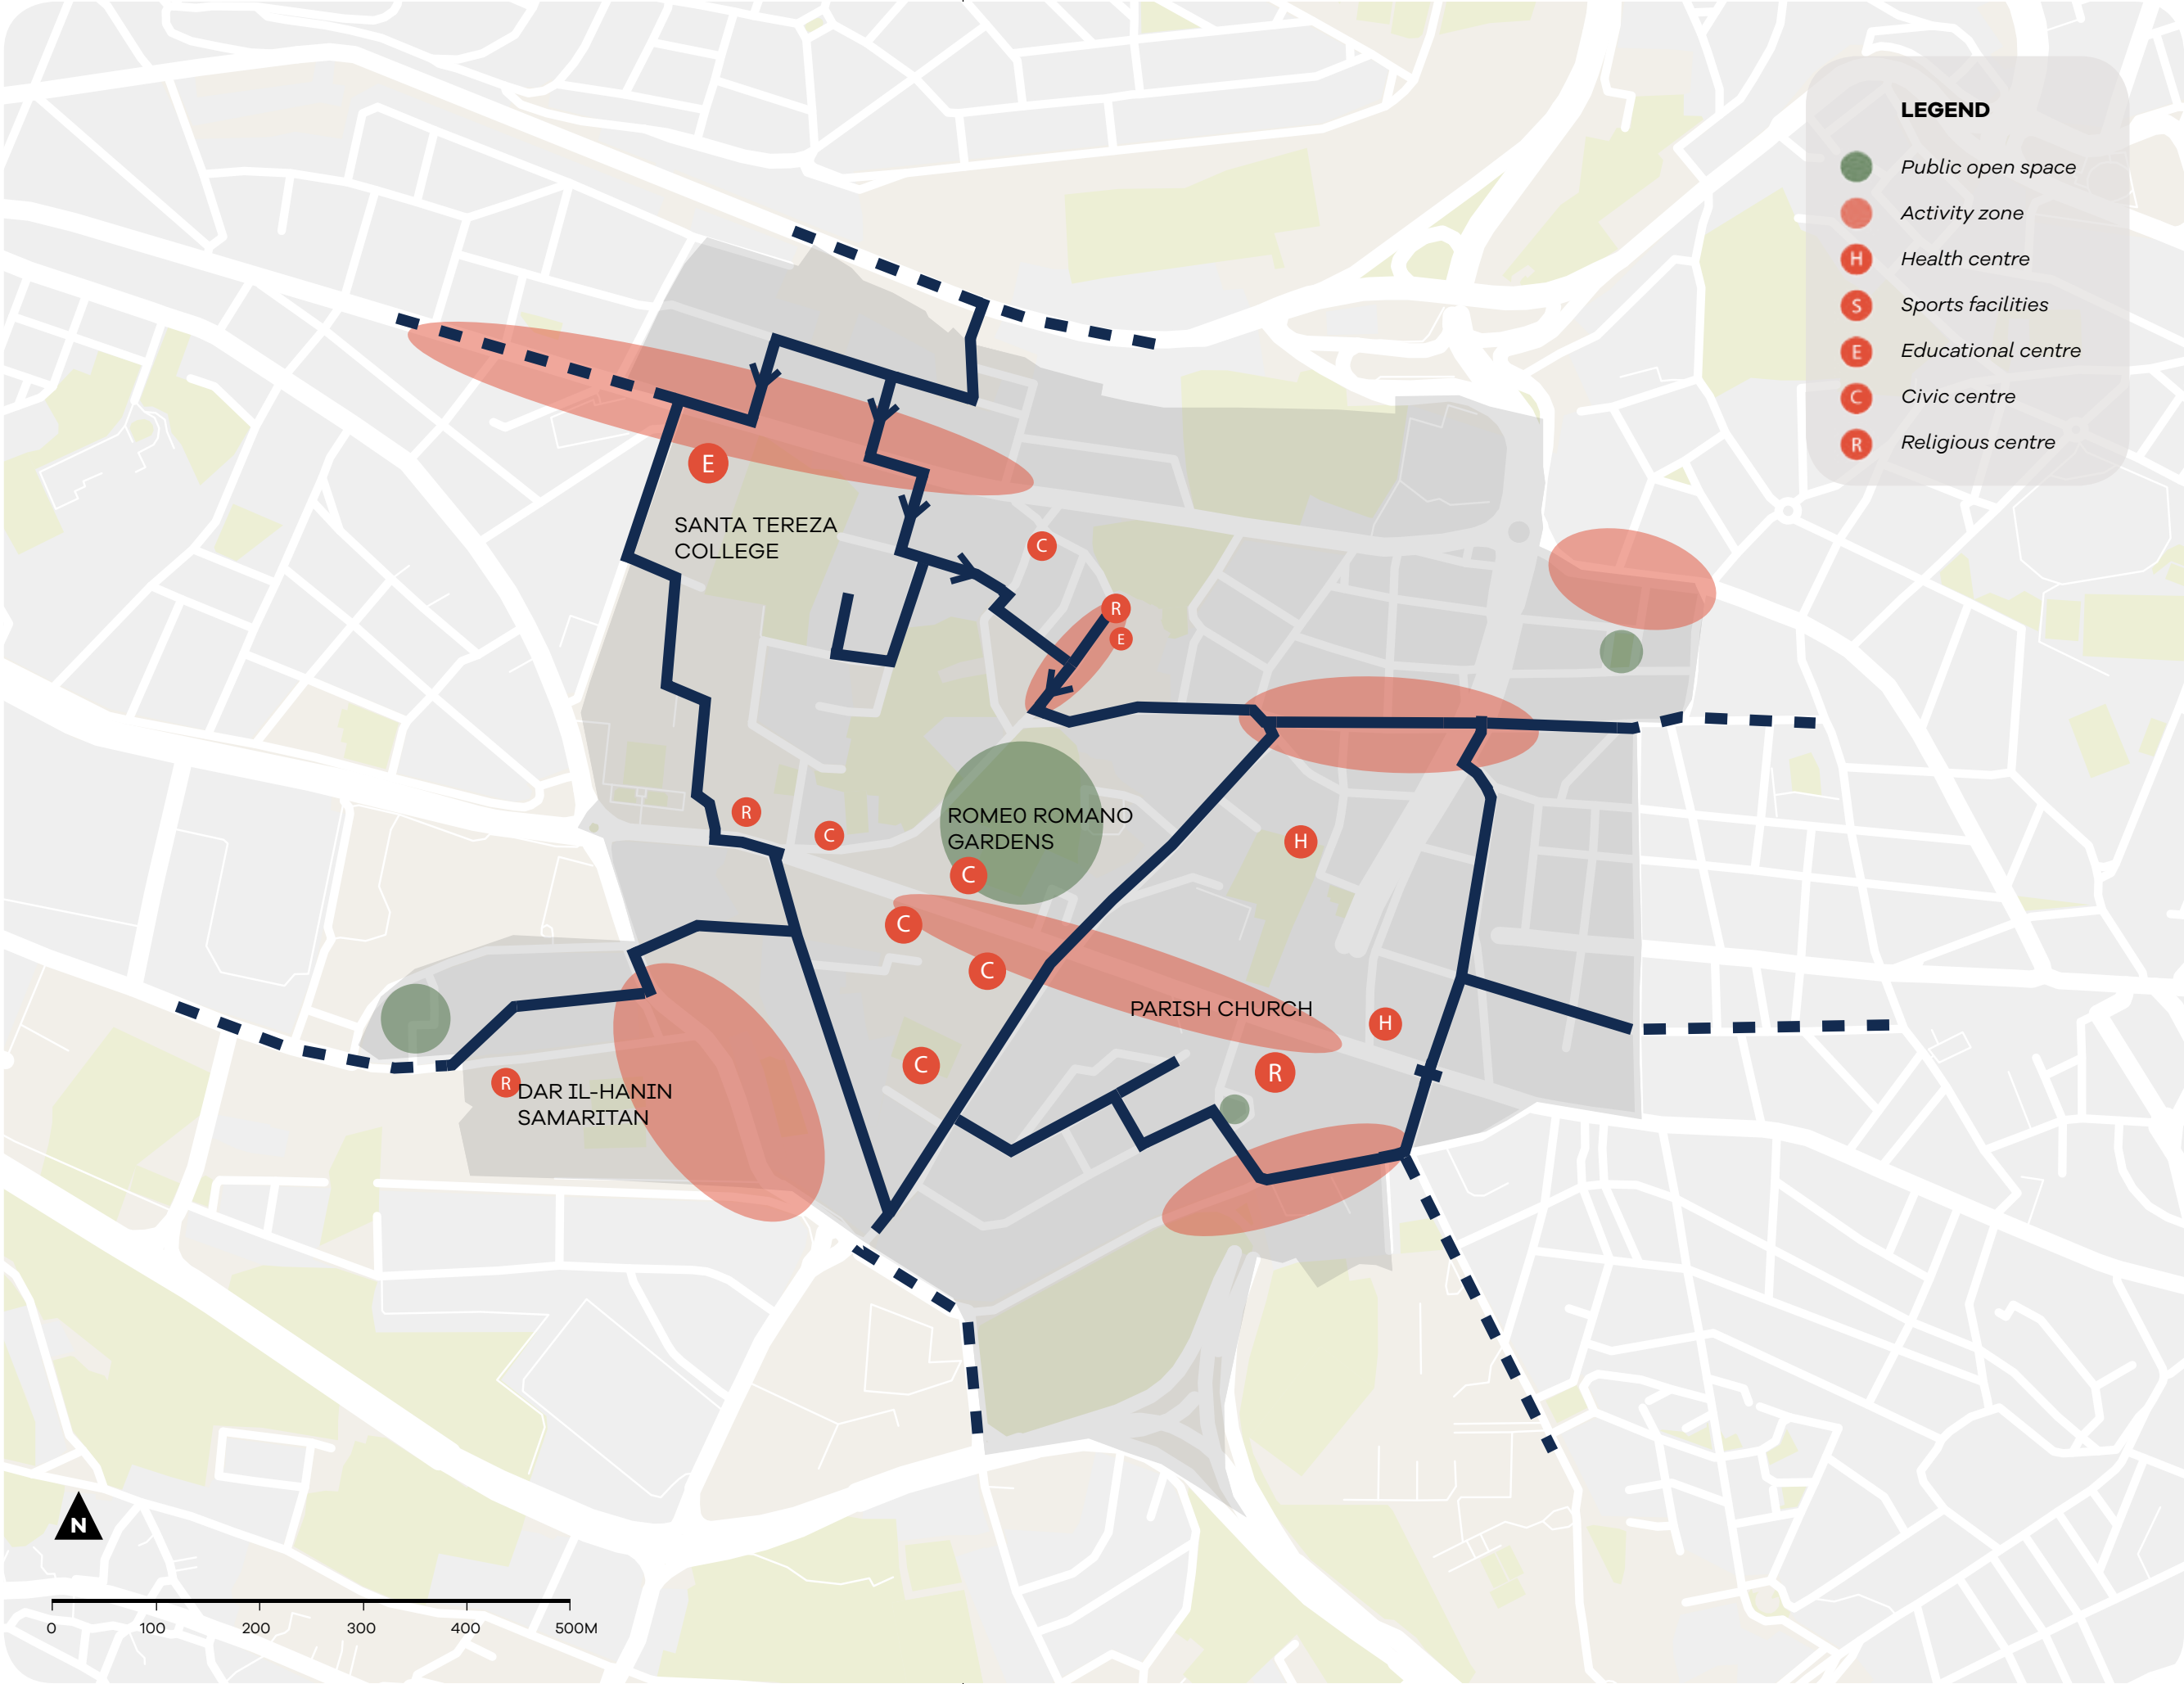 LEGEND
Public open space
Activity zone
H Health centre
S Sports facilities
E Educational centre
C Civic centre
R Religious centre
E
SANTA TEREZA
COLLEGE
C
R
E
R
C
ROME0 ROMANO
GARDENS
H
C
C
C
PARISH CHURCH
H
C
R
R
DAR IL-HANIN
SAMARITAN
N
0 100 200 300 400 500M